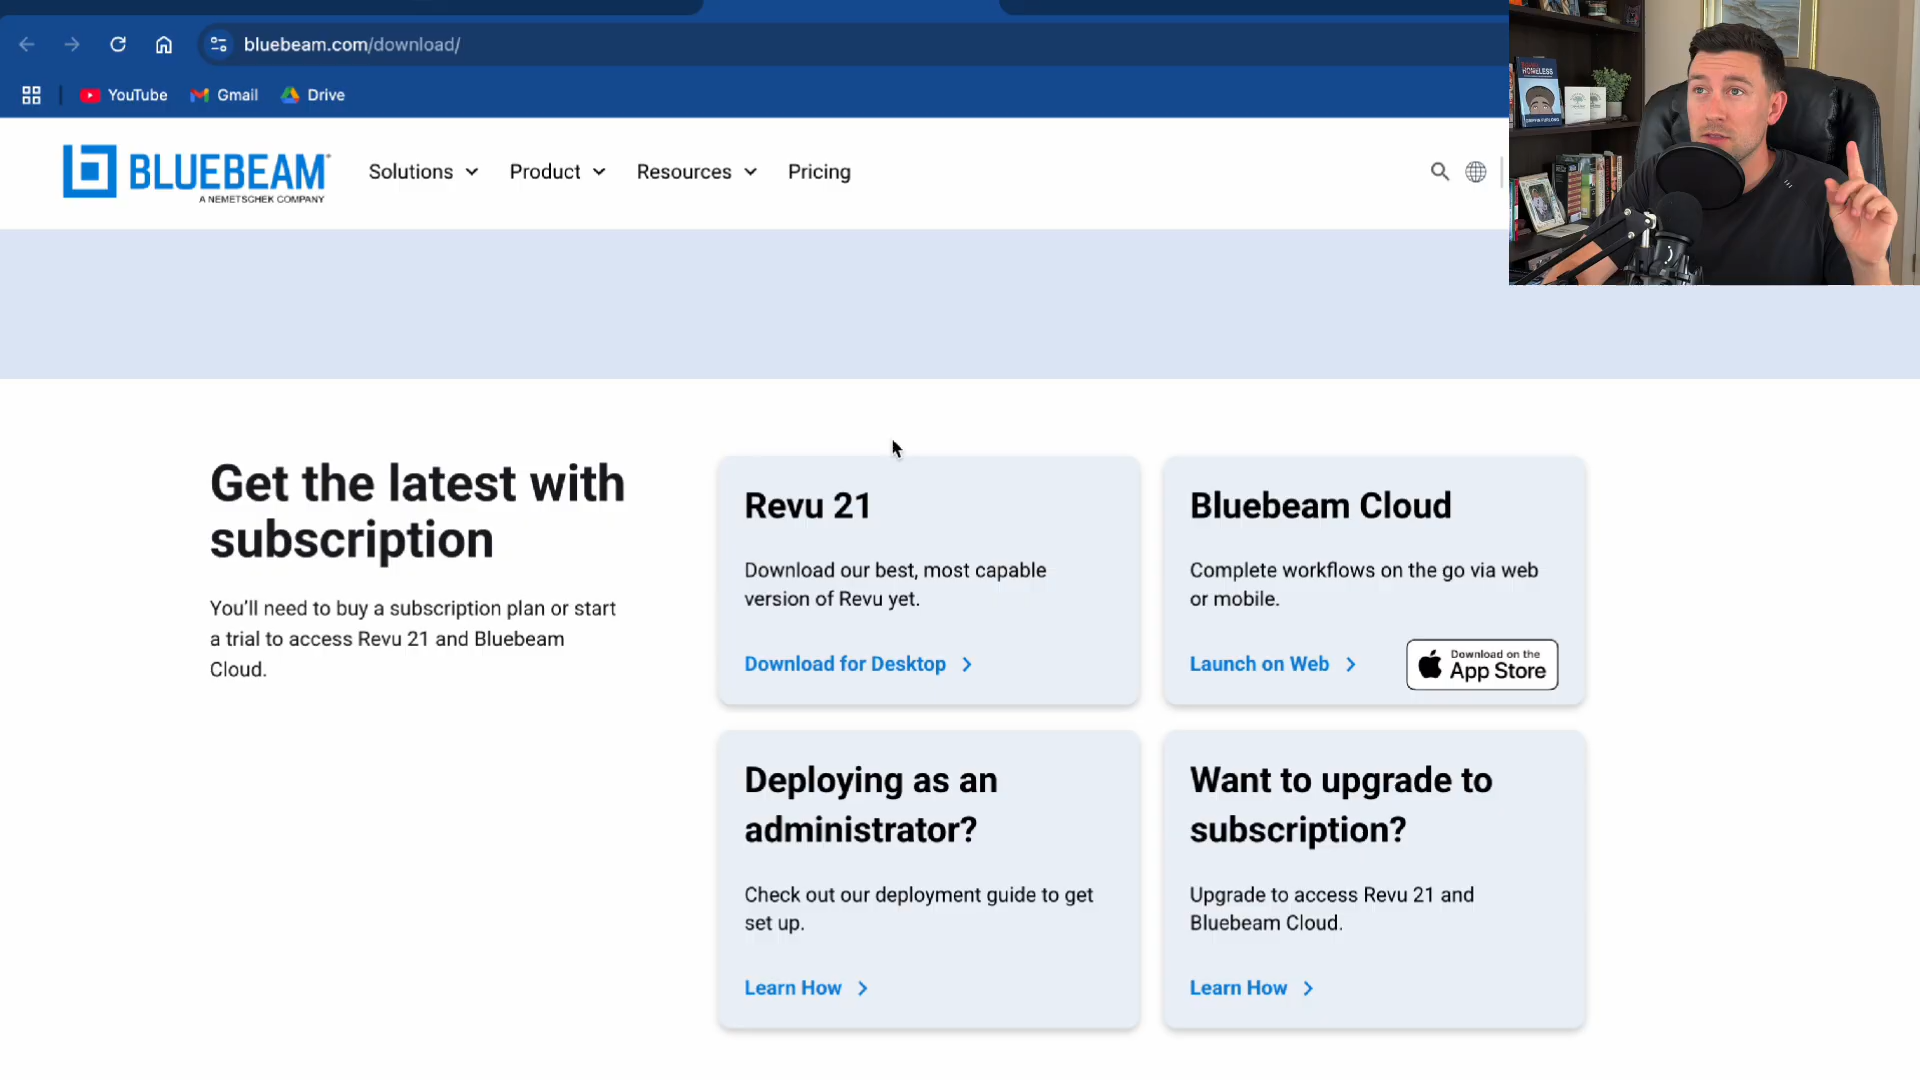 bluebeam.com/download/
YouTube
Gmail
Drive
BLUEBEAM
A NEMETSCHEK COMPANY
Solutions
Product
Resources
Pricing
HOMELESS
Get the latest with
subscription
You'll need to buy a subscription plan or start
a trial to access Revu 21 and Bluebeam
Cloud.
Revu 21
Download our best, most capable
version of Revu yet.
Download for Desktop
Bluebeam Cloud
Complete workflows on the go via web
or mobile.
Launch on Web
Download on the
App Store
Deploying as an
administrator?
Check out our deployment guide to get
set up.
Learn How
Want to upgrade to
subscription?
Upgrade to access Revu 21 and
Bluebeam Cloud.
Learn How